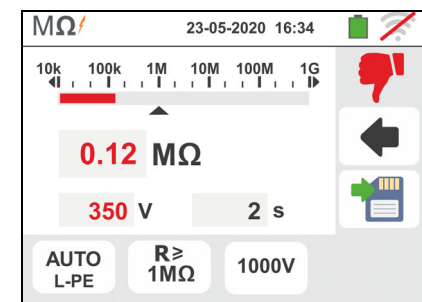 MΩ 23-05-2020 16:34
10k 100k 1M 10M 100M 1G
0.12 MΩ
350 V 2 s
AUTO
L-PE
R≥
1MΩ
1000V